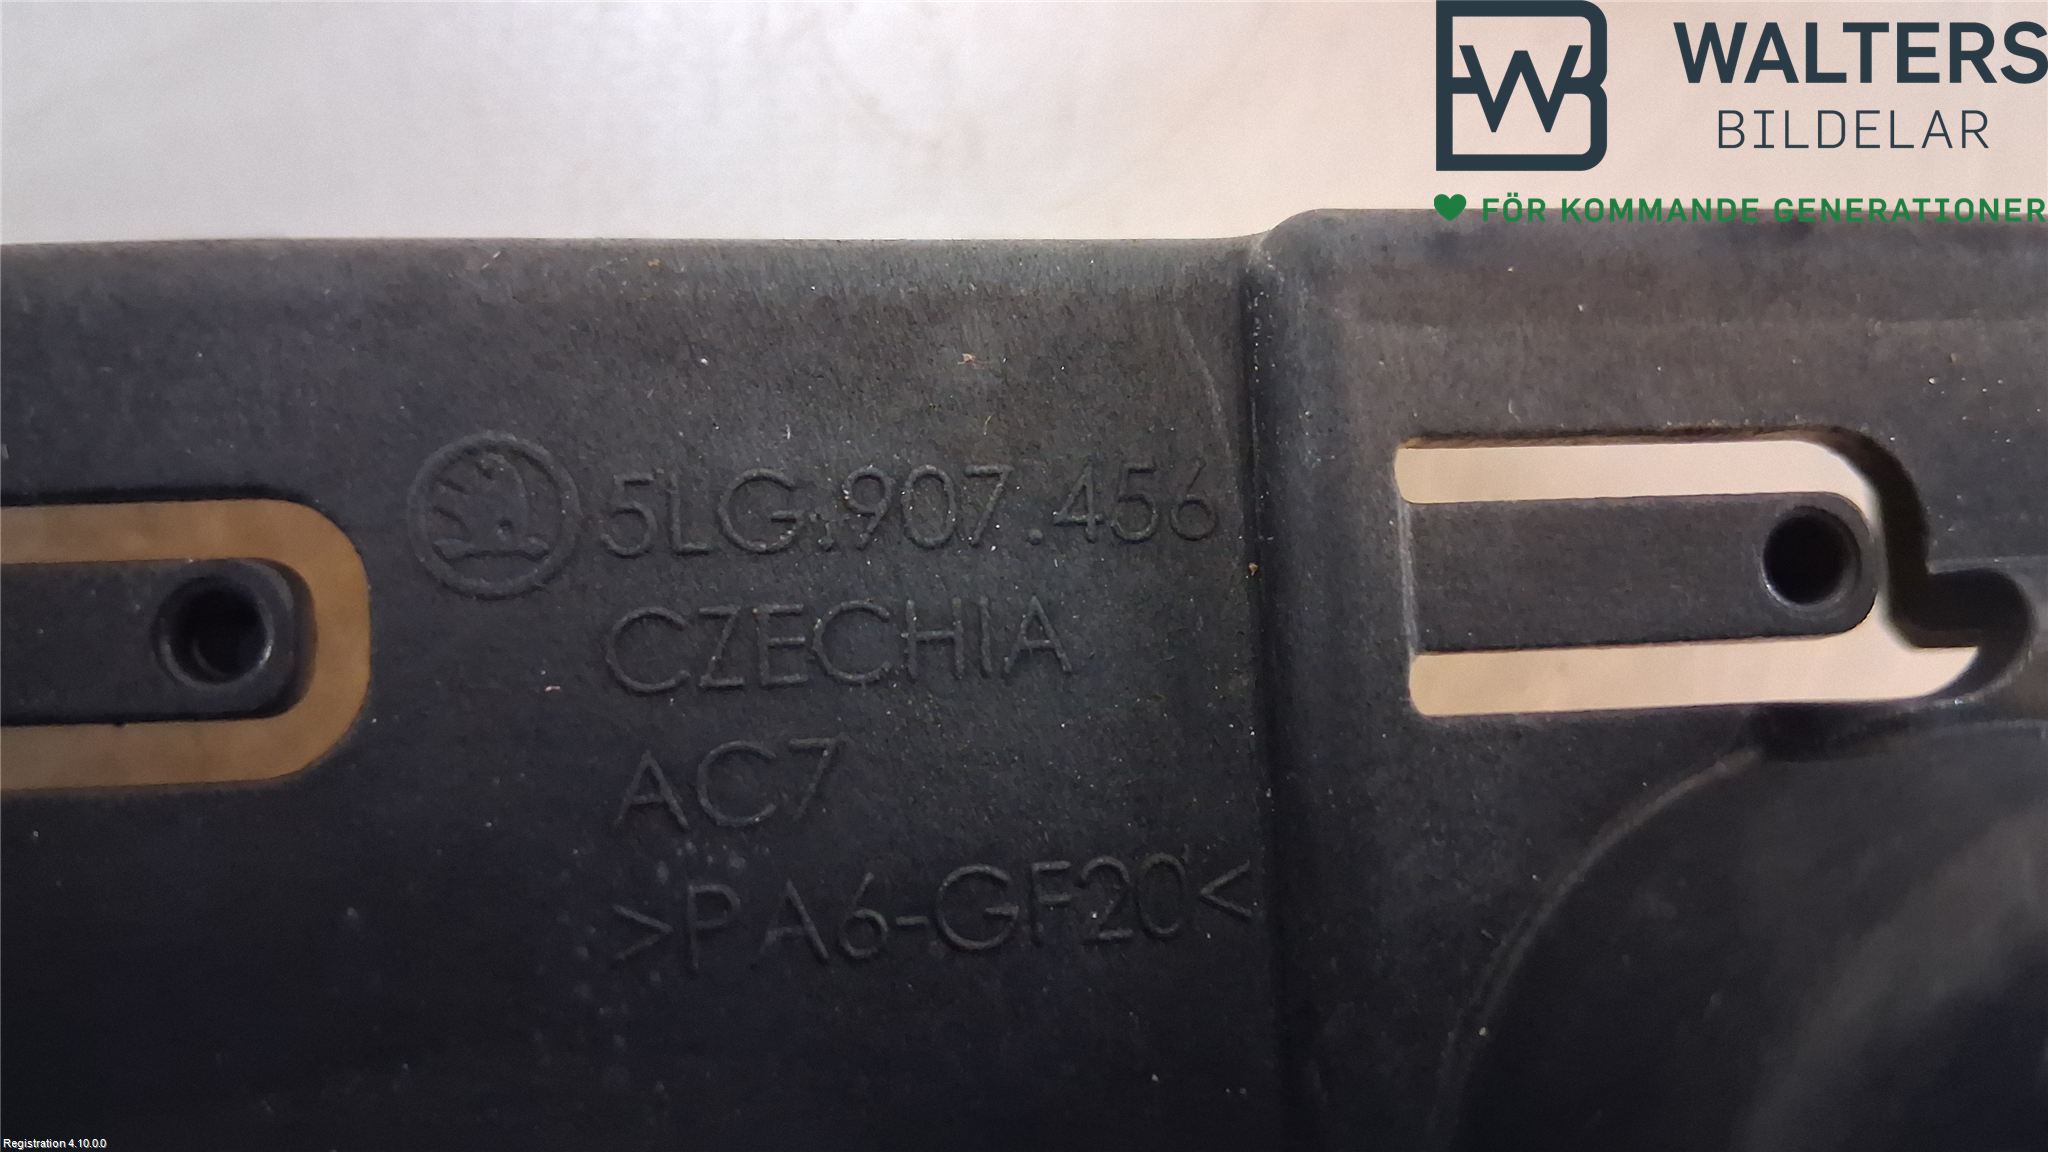 WALTERS
BILDELAR
FÖR KOMMANDE GENERATIONER
5LG.907.456
CZECHIA
AC7
>PA6-GF20<
Registration 4.10.0.0